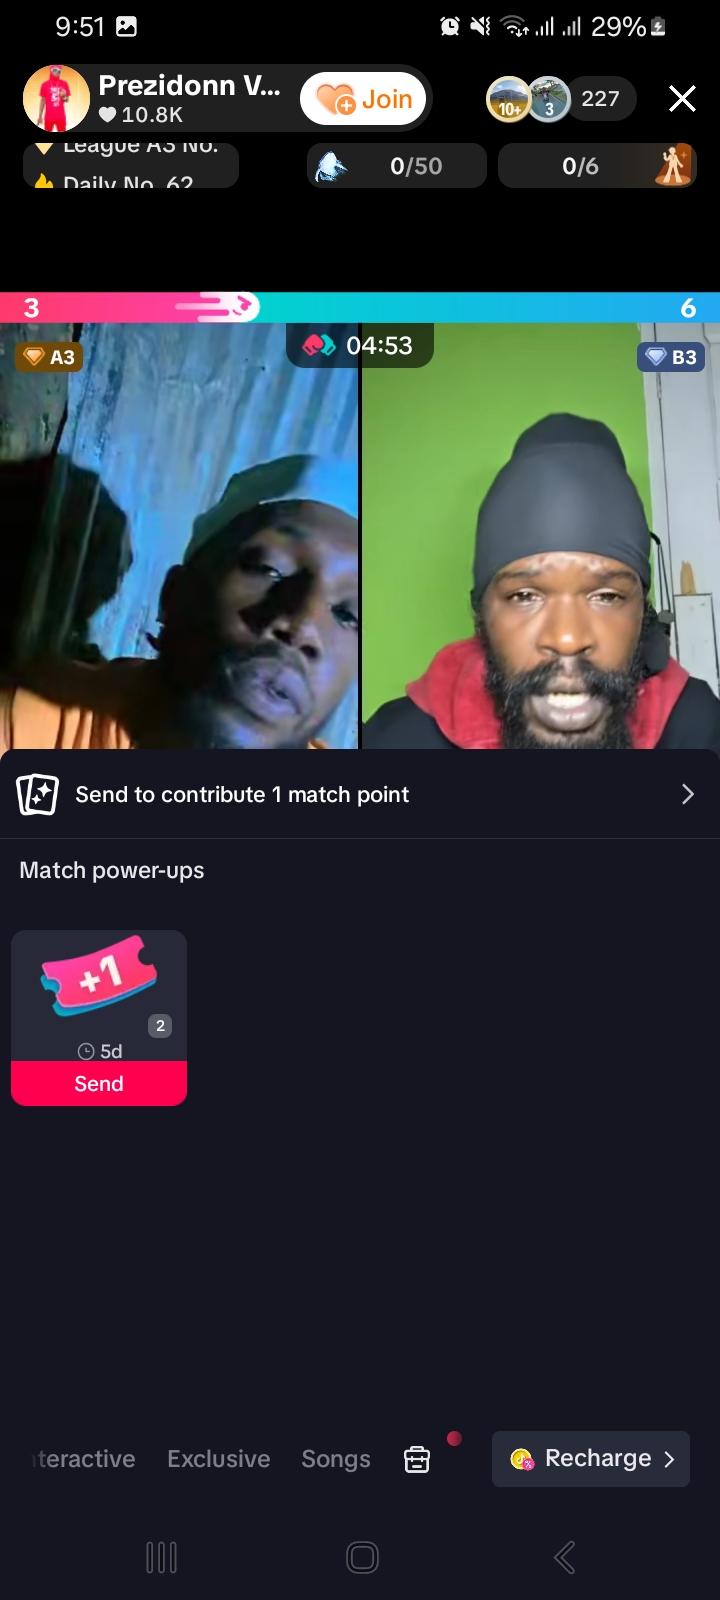 9:51 29%
Prezidonn V...
10.8K
Join
10+
3
227
League A3 No.
Daily No. 62
0/50
0/6
3
6
A3
04:53
B3
Send to contribute 1 match point
Match power-ups
+1
2
5d
Send
nteractive Exclusive Songs Recharge